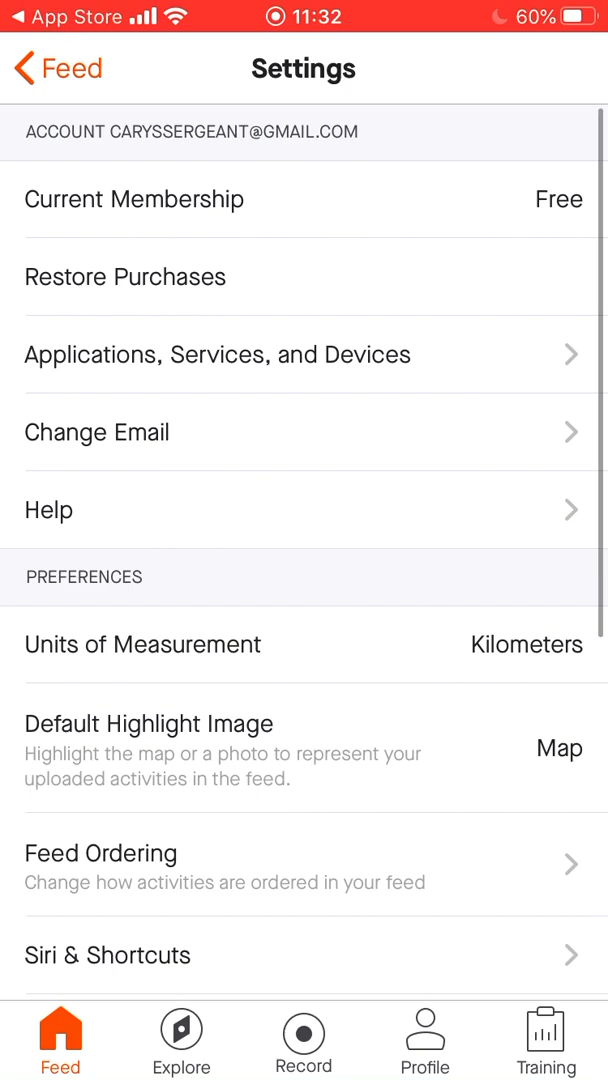 App Store 11:32 60%
Feed Settings
ACCOUNT CARYSSERGEANT@GMAIL.COM
Current Membership Free
Restore Purchases
Applications, Services, and Devices
Change Email
Help
PREFERENCES
Units of Measurement Kilometers
Default Highlight Image
Highlight the map or a photo to represent your
uploaded activities in the feed.
Map
Feed Ordering
Change how activities are ordered in your feed
Siri & Shortcuts
Feed Explore Record Profile Training